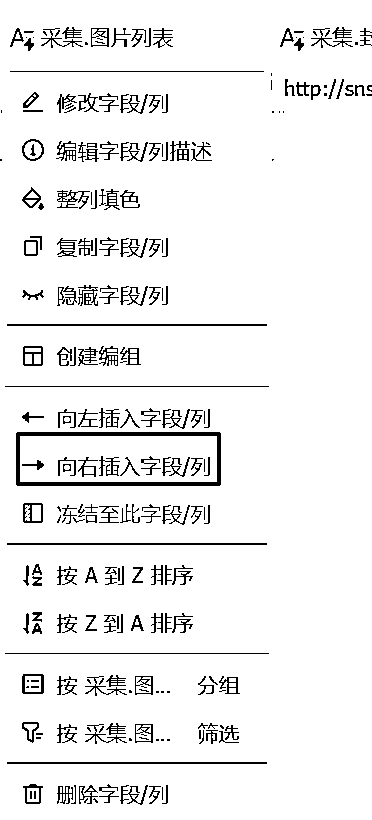 采集.图片列表
采集.封
http://sns
修改字段/列
编辑字段/列描述
整列填色
复制字段/列
隐藏字段/列
创建编组
向左插入字段/列
向右插入字段/列
冻结至此字段/列
按 A 到 Z 排序
按 Z 到 A 排序
按 采集.图... 分组
按 采集.图... 筛选
删除字段/列